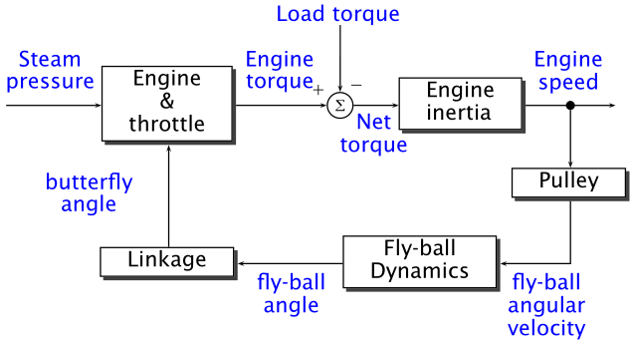 Load torque
Steam
pressure
Engine
&
throttle
Engine
torque
+
−
Σ
Net
torque
Engine
inertia
Engine
speed
Pulley
butterfly
angle
Linkage
fly-ball
angle
Fly-ball
Dynamics
fly-ball
angular
velocity